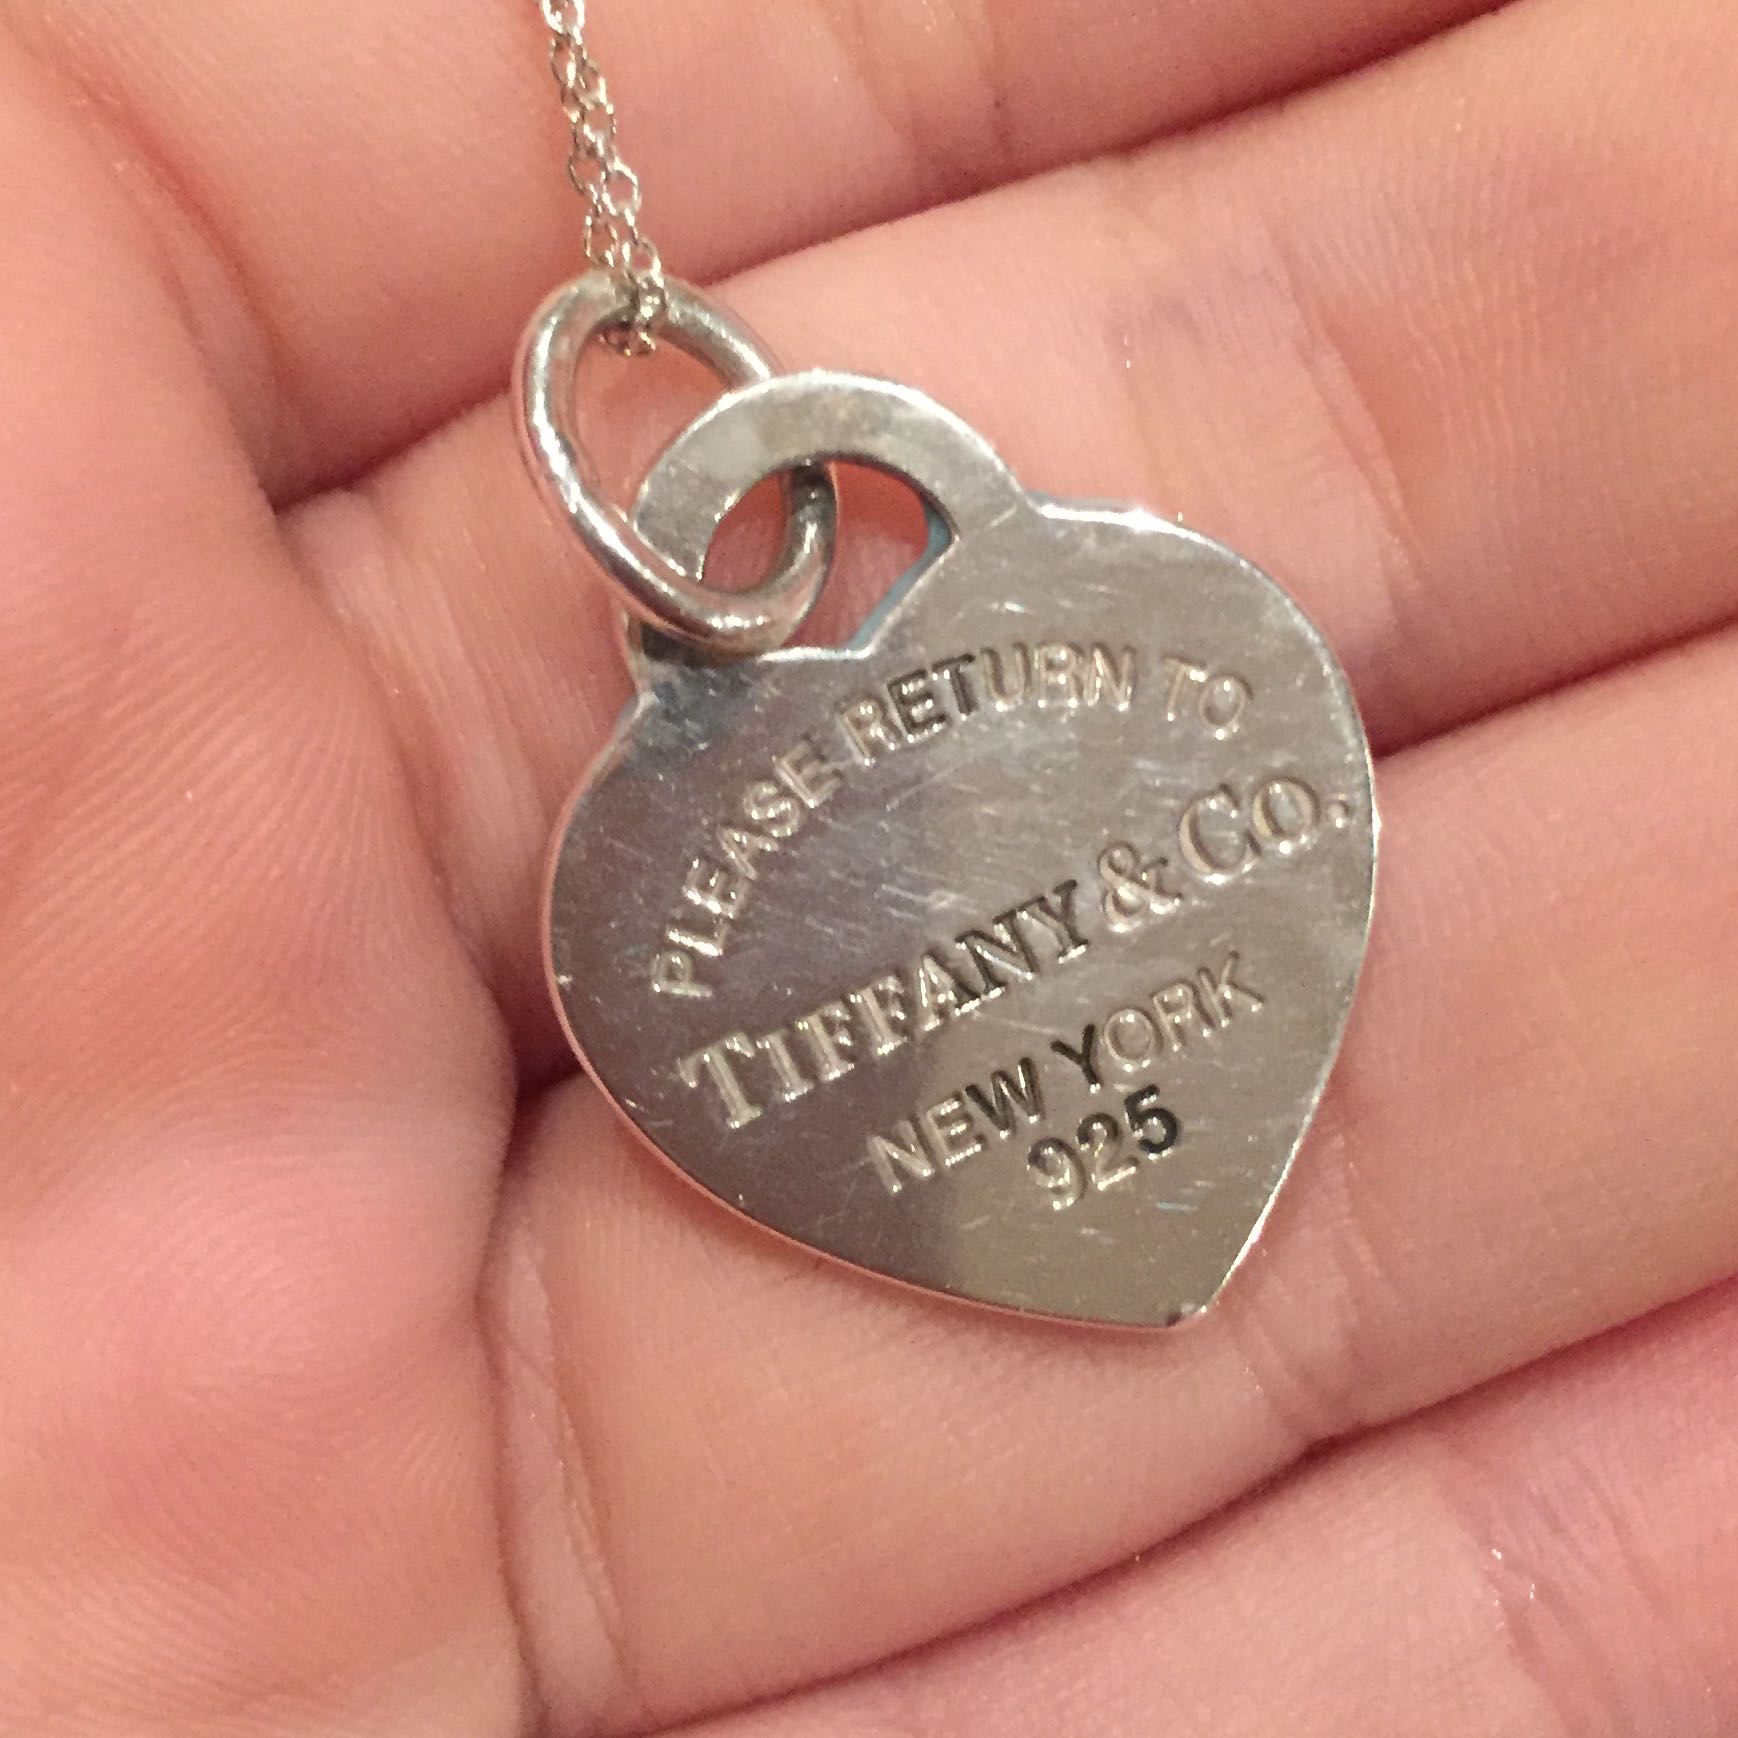 PLEASE RETURN TO
TIFFANY & CO.
NEW YORK
925